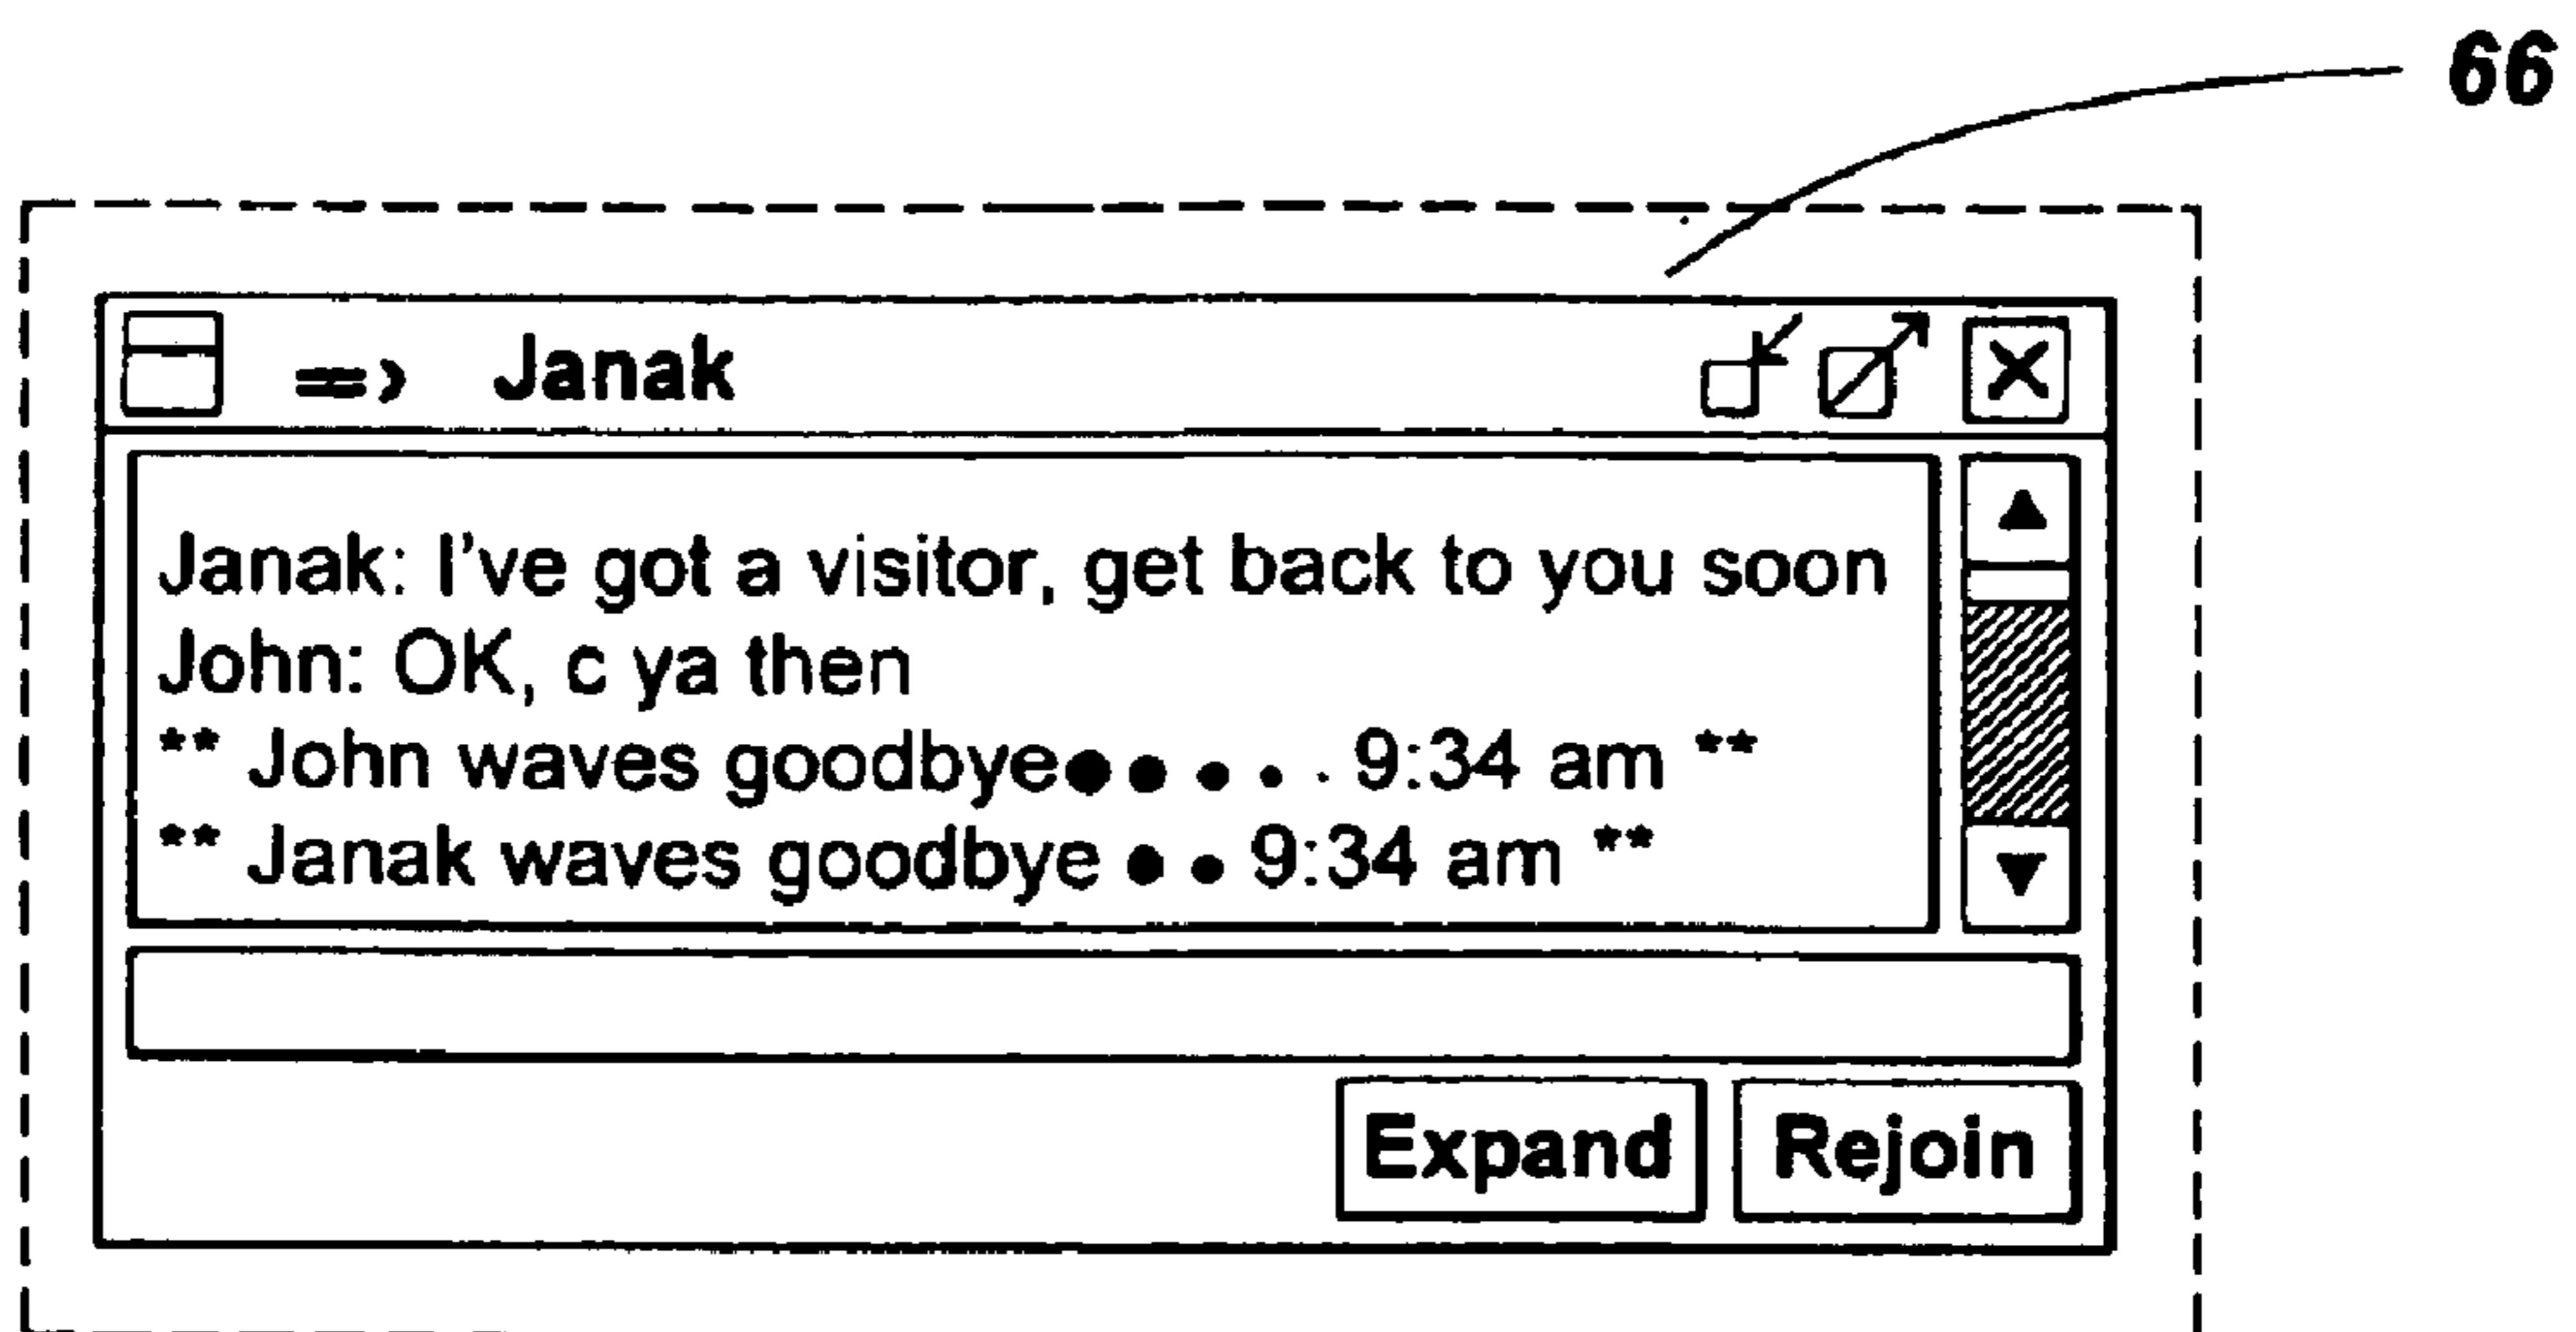 66
=> Janak
Janak: I've got a visitor, get back to you soon
John: OK, c ya then
** John waves goodbye●●••· 9:34 am **
** Janak waves goodbye ●● 9:34 am **
Expand Rejoin